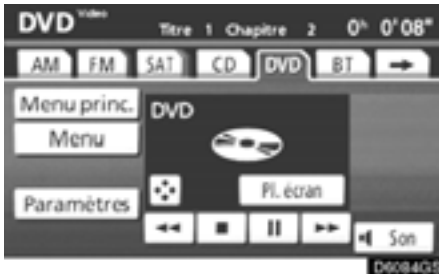 DVD Video Titre 1 Chapitre 2 0h 0'08"
AM FM SAT CD DVD BT
Menu princ. DVD
Menu
Pl. écran
Paramètres
Son
D6084GS